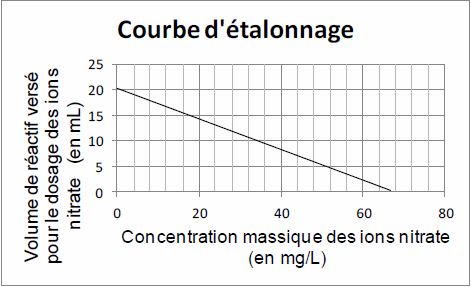 Courbe d'étalonnage
Volume de réactif versé
pour le dosage des ions
nitrate (en mL)
25
20
15
10
5
0
0 20 40 60 80
Concentration massique des ions nitrate
(en mg/L)